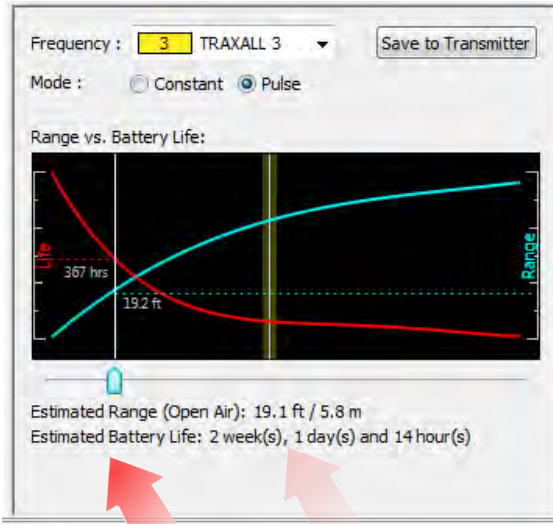 Frequency : 3 TRAXALL 3 Save to Transmitter
Mode : Constant Pulse
Range vs. Battery Life:
Life
367 hrs
19.2 ft
Range
Estimated Range (Open Air): 19.1 ft / 5.8 m
Estimated Battery Life: 2 week(s), 1 day(s) and 14 hour(s)